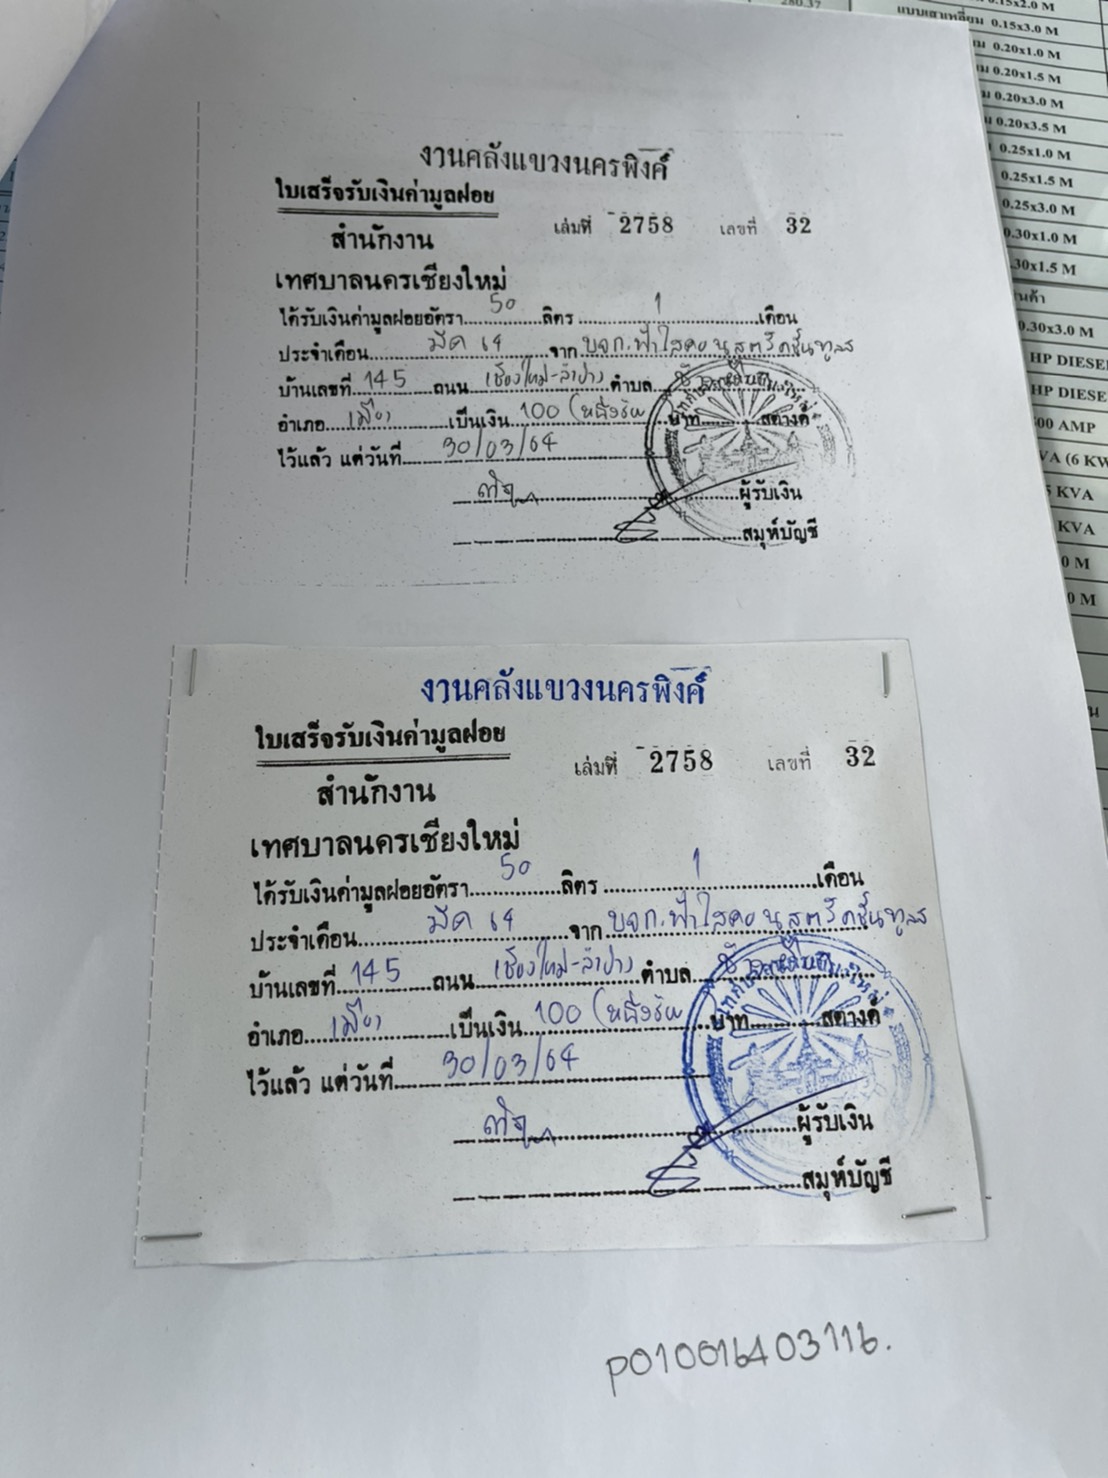 280.37
0.15x2.0 M
แบบเสาเหลี่ยม 0.15x3.0 M
0.20x1.0 M
0.20x1.5 M
0.20x3.0 M
0.20x3.5 M
0.25x1.0 M
0.25x1.5 M
0.25x3.0 M
0.30x1.0 M
.30x1.5 M
0.30x3.0 M
HP DIESEL
HP DIESE
00 AMP
VA (6 KW
5 KVA
KVA
0 M
0 M
งานคลังแขวงนครพิงค์
ใบเสร็จรับเงินค่ามูลฝอย
เล่มที่ 2758 เลขที่ 32
สำนักงาน
เทศบาลนครเชียงใหม่
ได้รับเงินค่ามูลฝอยอัตรา 50 ลิตร 1 เดือน
ประจำเดือน มีค 64 จาก บจก.ฟ้าใสคอนสตรัคชั่น
บ้านเลขที่ 145 ถนน เชียงใหม่-ลำปาง ตำบล
อำเภอ เมือง เป็นเงิน 100 (หนึ่งร้อย บาท สตางค์
ไว้แล้ว แต่วันที่ 30/03/64
ผู้รับเงิน
สมุห์บัญชี
งานคลังแขวงนครพิงค์
ใบเสร็จรับเงินค่ามูลฝอย
เล่มที่ 2758 เลขที่ 32
สำนักงาน
เทศบาลนครเชียงใหม่
ได้รับเงินค่ามูลฝอยอัตรา 50 ลิตร 1 เดือน
ประจำเดือน มีค 64 จาก บจก.ฟ้าใสคอนสตรัคชั่น
บ้านเลขที่ 145 ถนน เชียงใหม่-ลำปาง ตำบล
อำเภอ เมือง เป็นเงิน 100 (หนึ่งร้อย บาท สตางค์
ไว้แล้ว แต่วันที่ 30/03/64
ผู้รับเงิน
สมุห์บัญชี
P010016403116.